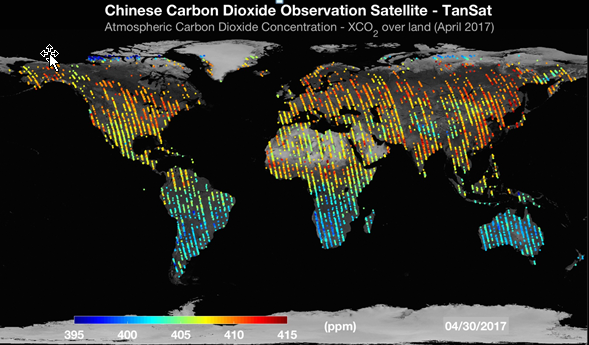 Chinese Carbon Dioxide Observation Satellite - TanSat
Atmospheric Carbon Dioxide Concentration - XCO2 over land (April 2017)
395 400 405 410 415 (ppm) 04/30/2017